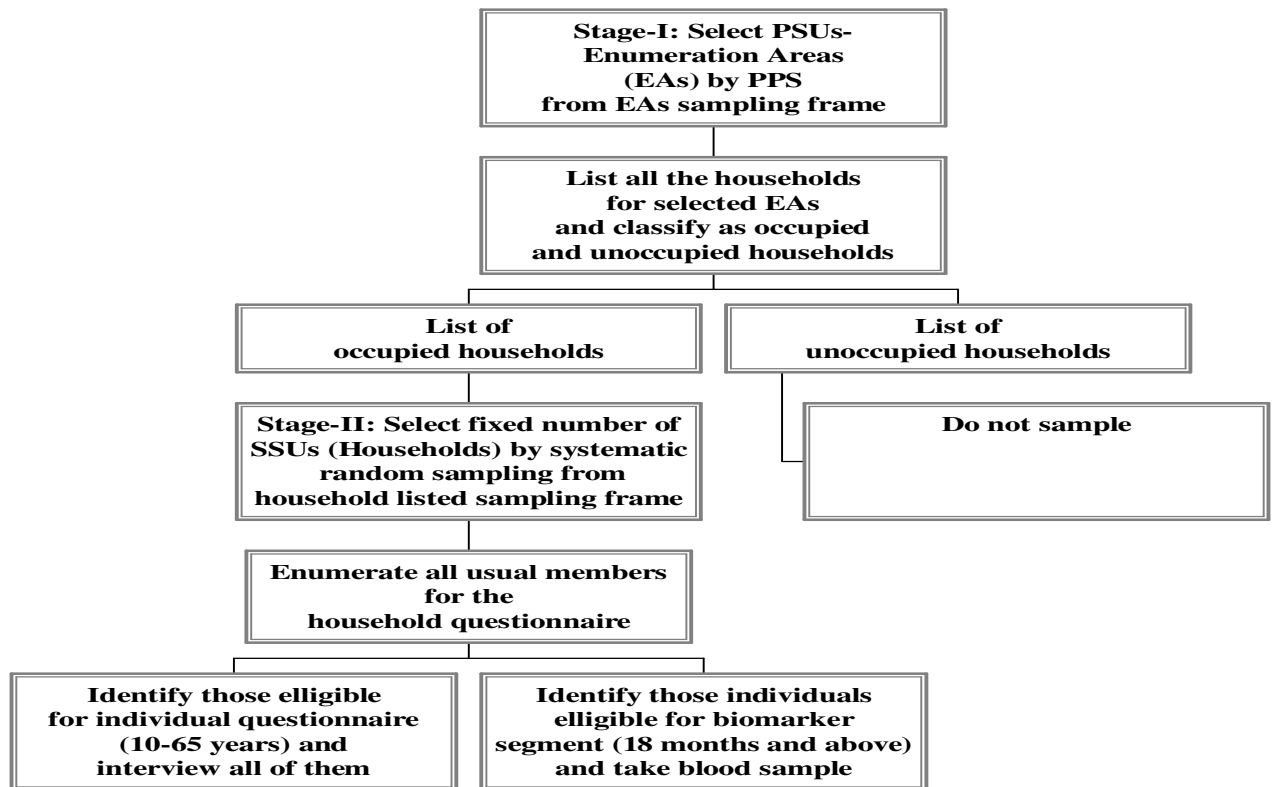 Stage-I: Select PSUs-
Enumeration Areas
(EAs) by PPS
from EAs sampling frame
List all the households
for selected EAs
and classify as occupied
and unoccupied households
List of
occupied households
List of
unoccupied households
Stage-II: Select fixed number of
SSUs (Households) by systematic
random sampling from
household listed sampling frame
Do not sample
Enumerate all usual members
for the
household questionnaire
Identify those elligible
for individual questionnaire
(10-65 years) and
interview all of them
Identify those individuals
elligible for biomarker
segment (18 months and above)
and take blood sample